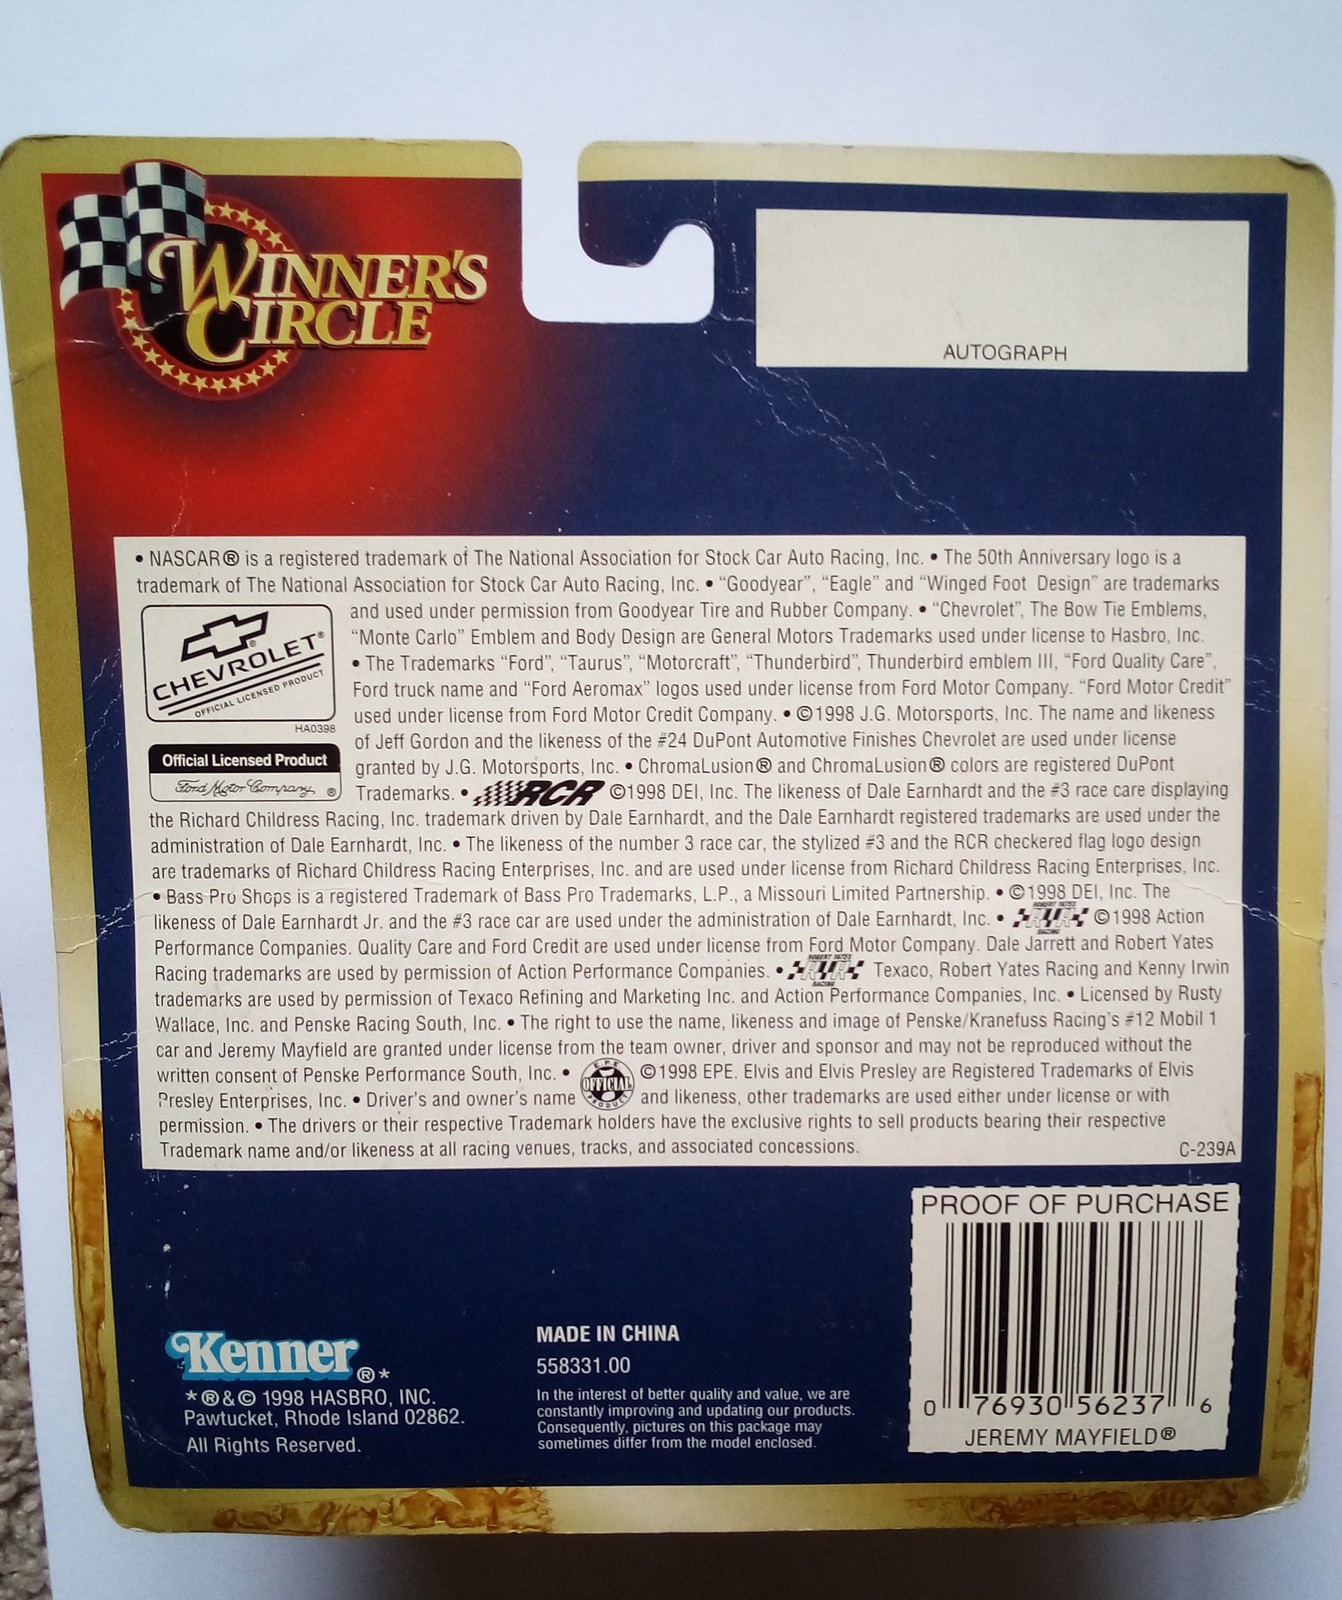 WINNER'S
CIRCLE
AUTOGRAPH
• NASCAR® is a registered trademark of The National Association for Stock Car Auto Racing, Inc. • The 50th Anniversary logo is a
trademark of The National Association for Stock Car Auto Racing, Inc. • “Goodyear”, “Eagle” and “Winged Foot Design” are trademarks
and used under permission from Goodyear Tire and Rubber Company. • “Chevrolet”, The Bow Tie Emblems,
“Monte Carlo” Emblem and Body Design are General Motors Trademarks used under license to Hasbro, Inc.
• The Trademarks “Ford”, “Taurus”, “Motorcraft”, “Thunderbird”, Thunderbird emblem III, “Ford Quality Care”,
Ford truck name and “Ford Aeromax” logos used under license from Ford Motor Company. “Ford Motor Credit”
used under license from Ford Motor Credit Company. • ©1998 J.G. Motorsports, Inc. The name and likeness
of Jeff Gordon and the likeness of the #24 DuPont Automotive Finishes Chevrolet are used under license
granted by J.G. Motorsports, Inc. • ChromaLusion® and ChromaLusion® colors are registered DuPont
Trademarks. • RCR ©1998 DEI, Inc. The likeness of Dale Earnhardt and the #3 race care displaying
the Richard Childress Racing, Inc. trademark driven by Dale Earnhardt, and the Dale Earnhardt registered trademarks are used under the
administration of Dale Earnhardt, Inc. • The likeness of the number 3 race car, the stylized #3 and the RCR checkered flag logo design
are trademarks of Richard Childress Racing Enterprises, Inc. and are used under license from Richard Childress Racing Enterprises, Inc.
• Bass Pro Shops is a registered Trademark of Bass Pro Trademarks, L.P., a Missouri Limited Partnership. • ©1998 DEI, Inc. The
likeness of Dale Earnhardt Jr. and the #3 race car are used under the administration of Dale Earnhardt, Inc. • ROBERT YATES RACING ©1998 Action
Performance Companies. Quality Care and Ford Credit are used under license from Ford Motor Company. Dale Jarrett and Robert Yates
Racing trademarks are used by permission of Action Performance Companies. • ROBERT YATES RACING Texaco, Robert Yates Racing and Kenny Irwin
trademarks are used by permission of Texaco Refining and Marketing Inc. and Action Performance Companies, Inc. • Licensed by Rusty
Wallace, Inc. and Penske Racing South, Inc. • The right to use the name, likeness and image of Penske/Kranefuss Racing's #12 Mobil 1
car and Jeremy Mayfield are granted under license from the team owner, driver and sponsor and may not be reproduced without the
written consent of Penske Performance South, Inc. • E.P.E. OFFICIAL PRODUCT ©1998 EPE. Elvis and Elvis Presley are Registered Trademarks of Elvis
Presley Enterprises, Inc. • Driver's and owner's name and likeness, other trademarks are used either under license or with
permission. • The drivers or their respective Trademark holders have the exclusive rights to sell products bearing their respective
Trademark name and/or likeness at all racing venues, tracks, and associated concessions.
C-239A
CHEVROLET®
OFFICIAL LICENSED PRODUCT
HA0398
Official Licensed Product
Ford Motor Company ®
Kenner ®*
*®&© 1998 HASBRO, INC.
Pawtucket, Rhode Island 02862.
All Rights Reserved.
MADE IN CHINA
558331.00
In the interest of better quality and value, we are
constantly improving and updating our products.
Consequently, pictures on this package may
sometimes differ from the model enclosed.
PROOF OF PURCHASE
0 76930 56237 6
JEREMY MAYFIELD®